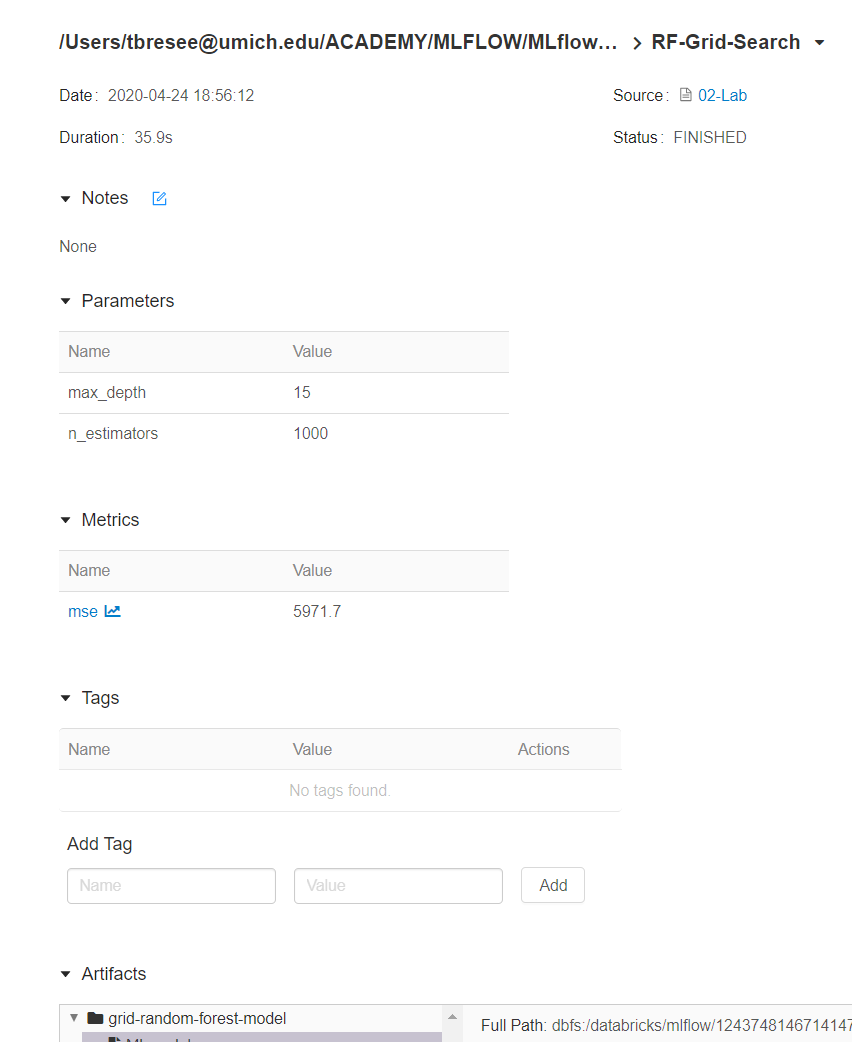 /Users/tbresee@umich.edu/ACADEMY/MLFLOW/MLflow... > RF-Grid-Search
Date: 2020-04-24 18:56:12 Source: 02-Lab
Duration: 35.9s Status: FINISHED
Notes
None
Parameters
Name Value
max_depth 15
n_estimators 1000
Metrics
Name Value
mse 5971.7
Tags
Name Value Actions
No tags found.
Add Tag
Name Value Add
Artifacts
grid-random-forest-model
Full Path: dbfs:/databricks/mlflow/1243748146714147